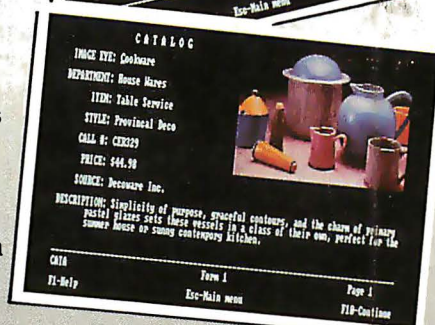 Esc-Main menu
CATALOG
IMAGE EYE: Cookware
DEPARTMENT: House Wares
ITEM: Table Service
STYLE: Provincal Deco
CALL #: CER329
PRICE: $44.98
SOURCE: Decoware Inc.
DESCRIPTION: Simplicity of purpose, graceful contours, and the charm of primary
pastel glazes sets these vessels in a class of their own, perfect for the
summer house or sunny contempory kitchen.
CATA Form 1 Page 1
F1-Help Esc-Main menu F10-Continue